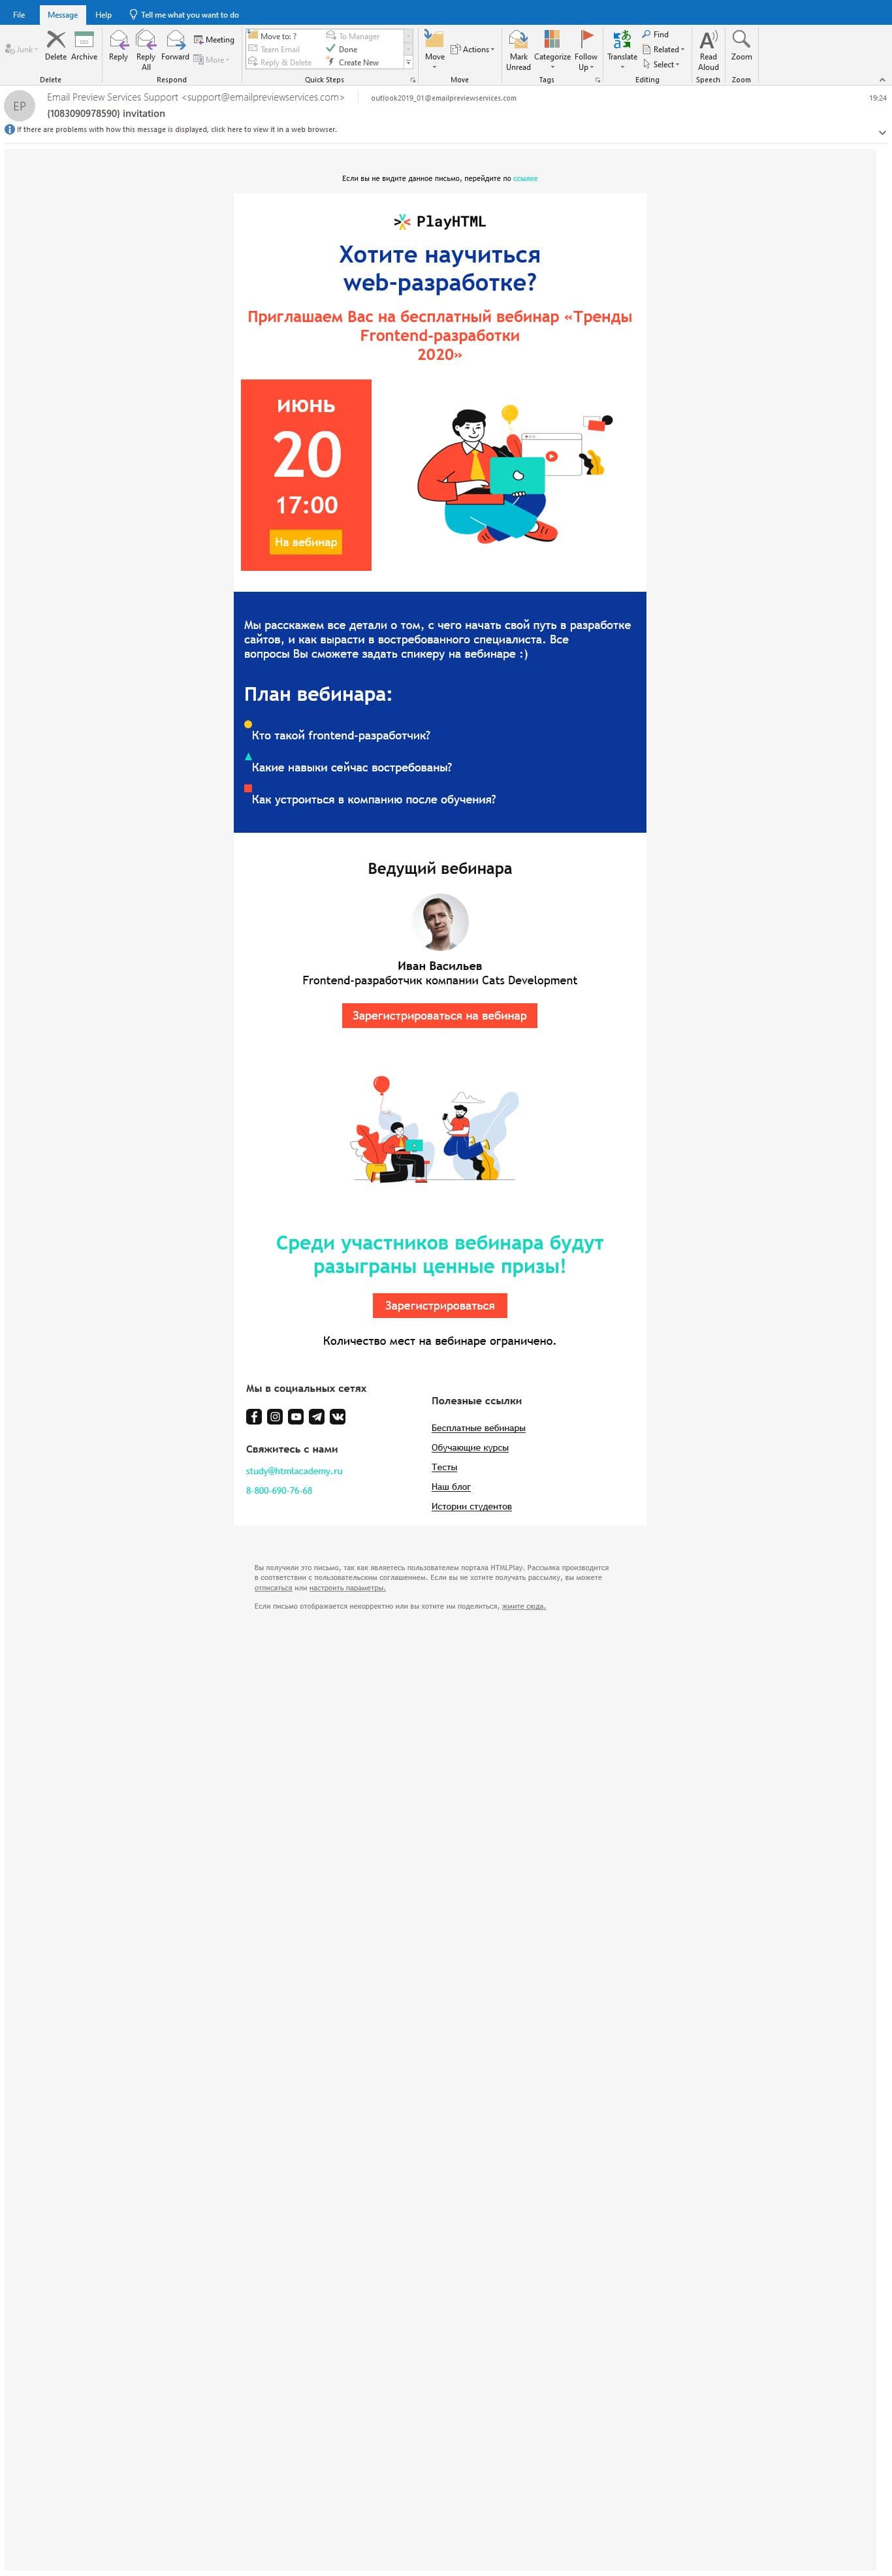 File
Message
Help
Tell me what you want to do
Junk
Delete
Archive
Reply
Reply
All
Forward
Meeting
More
Move to: ?
To Manager
Team Email
Done
Reply & Delete
Create New
Move
Actions
Mark
Unread
Categorize
Follow
Up
Translate
Find
Related
Select
Read
Aloud
Zoom
Delete
Respond
Quick Steps
Move
Tags
Editing
Speech
Zoom
EP
Email Preview Services Support <support@emailpreviewservices.com>
outlook2019_01@emailpreviewservices.com
19:24
(1083090978590) invitation
If there are problems with how this message is displayed, click here to view it in a web browser.
Если вы не видите данное письмо, перейдите по ссылке
PlayHTML
Хотите научиться
web-разработке?
Приглашаем Вас на бесплатный вебинар «Тренды
Frontend-разработки
2020»
июнь
20
17:00
На вебинар
Мы расскажем все детали о том, с чего начать свой путь в разработке
сайтов, и как вырасти в востребованного специалиста. Все
вопросы Вы сможете задать спикеру на вебинаре :)
План вебинара:
Кто такой frontend-разработчик?
Какие навыки сейчас востребованы?
Как устроиться в компанию после обучения?
Ведущий вебинара
Иван Васильев
Frontend-разработчик компании Cats Development
Зарегистрироваться на вебинар
Среди участников вебинара будут
разыграны ценные призы!
Зарегистрироваться
Количество мест на вебинаре ограничено.
Мы в социальных сетях
Свяжитесь с нами
study@htmlacademy.ru
8-800-690-76-68
Полезные ссылки
Бесплатные вебинары
Обучающие курсы
Тесты
Наш блог
Истории студентов
Вы получили это письмо, так как являетесь пользователем портала HTMLPlay. Рассылка производится
в соответствии с пользовательским соглашением. Если вы не хотите получать рассылку, вы можете
отписаться или настроить параметры.
Если письмо отображается некорректно или вы хотите им поделиться, жмите сюда.